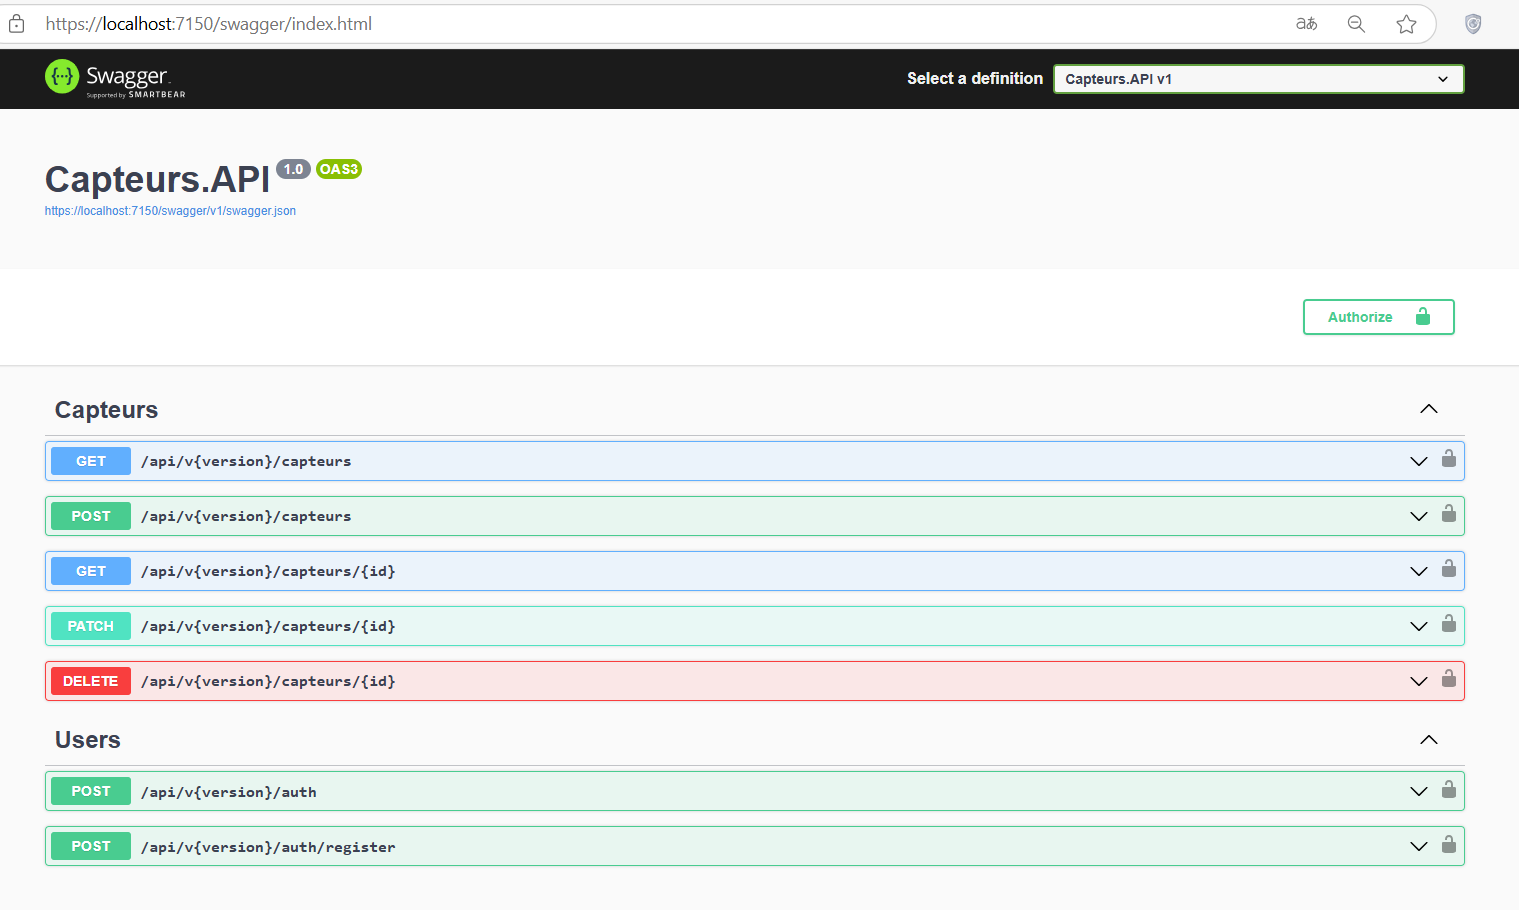 https://localhost:7150/swagger/index.html
aあ
Swagger
Supported by SMARTBEAR
Select a definition
Capteurs.API v1
Capteurs.API 1.0 OAS3
https://localhost:7150/swagger/v1/swagger.json
Authorize
Capteurs
GET /api/v{version}/capteurs
POST /api/v{version}/capteurs
GET /api/v{version}/capteurs/{id}
PATCH /api/v{version}/capteurs/{id}
DELETE /api/v{version}/capteurs/{id}
Users
POST /api/v{version}/auth
POST /api/v{version}/auth/register